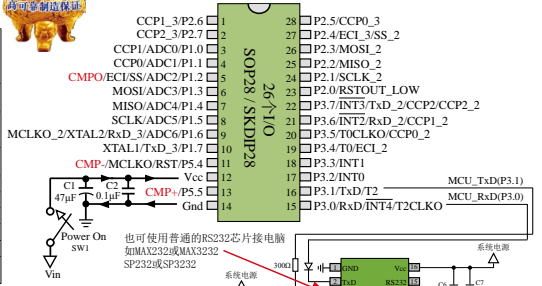 商可靠制造保证
CCP1_3/P2.6 1
CCP2_3/P2.7 2
CCP1/ADC0/P1.0 3
CCP0/ADC1/P1.1 4
CMPO/ECI/SS/ADC2/P1.2 5
MOSI/ADC3/P1.3 6
MISO/ADC4/P1.4 7
SCLK/ADC5/P1.5 8
MCLKO_2/XTAL2/RxD_3/ADC6/P1.6 9
XTAL1/TxD_3/P1.7 10
CMP-/MCLKO/RST/P5.4 11
Vcc 12
CMP+/P5.5 13
Gnd 14
SOP28 / SKDIP28
26个I/O
28 P2.5/CCP0_3
27 P2.4/ECI_3/SS_2
26 P2.3/MOSI_2
25 P2.2/MISO_2
24 P2.1/SCLK_2
23 P2.0/RSTOUT_LOW
22 P3.7/INT3/TxD_2/CCP2/CCP2_2
21 P3.6/INT2/RxD_2/CCP1_2
20 P3.5/T0CLKO/CCP0_2
19 P3.4/T0/ECI_2
18 P3.3/INT1
17 P3.2/INT0
16 P3.1/TxD/T2
15 P3.0/RxD/INT4/T2CLKO
MCU_TxD(P3.1)
MCU_RxD(P3.0)
C1
47μF
C2
0.1μF
Power On
SW1
Vin
也可使用普通的RS232芯片接电脑
如MAX232或MAX3232
SP232或SP3232
系统电源
系统电源
300Ω
1 GND
Vcc 16
2 TxD
RS232 15
C6
C7